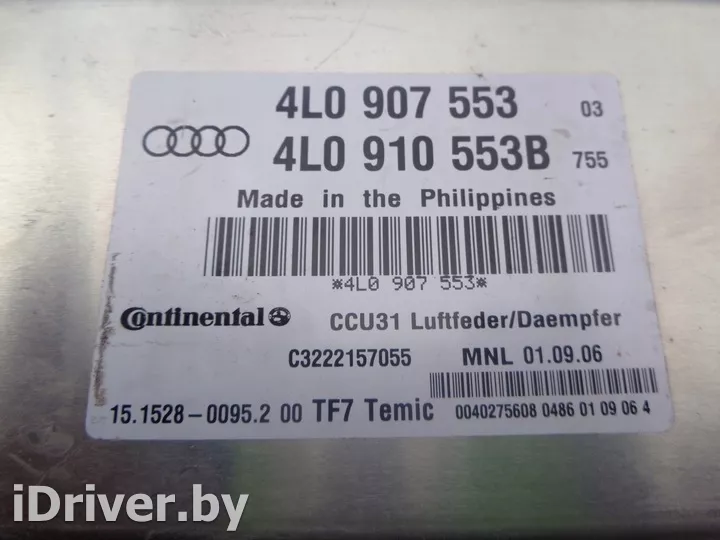 4L0 907 553 03
4L0 910 553B 755
Made in the Philippines
*4L0 907 553*
Continental CCU31 Luftfeder/Daempfer
C3222157055 MNL 01.09.06
15.1528-0095.2 00 TF7 Temic 0040275608 0486 01 09 06 4
iDriver.by